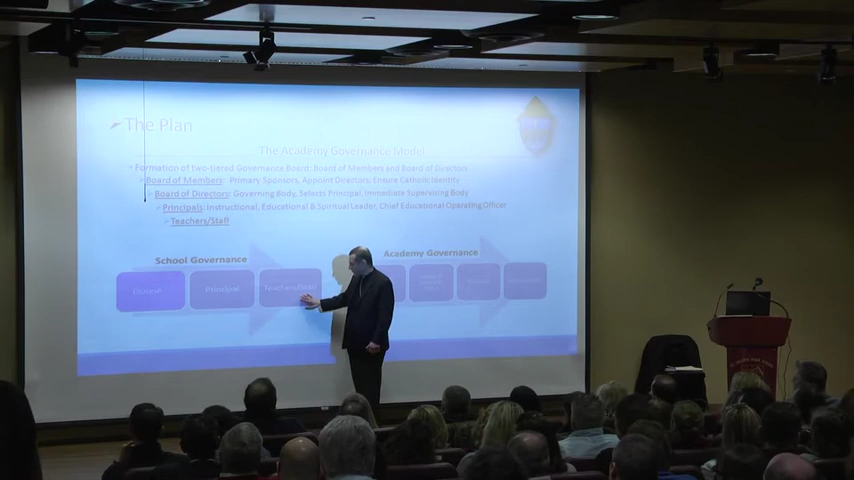 The Plan
The Academy Governance Model
Formation of two-tiered Governance Board: Board of Members and Board of Directors
Board of Members: Primary Sponsors, Appoint Directors, Ensure Catholic Identity
Board of Directors: Governing Body, Selects Principal, Immediate Supervising Body
Principals: Instructional, Educational & Spiritual Leader, Chief Educational Operating Officer
Teachers/Staff
School Governance
Academy Governance
Diocese
Principal
Teachers/Staff